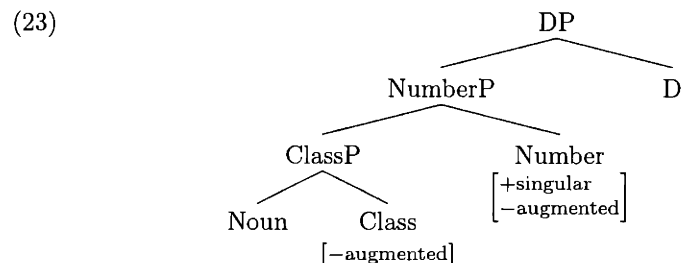 (23) DP
NumberP D
ClassP Number
[+singular
−augmented]
Noun Class
[−augmented]